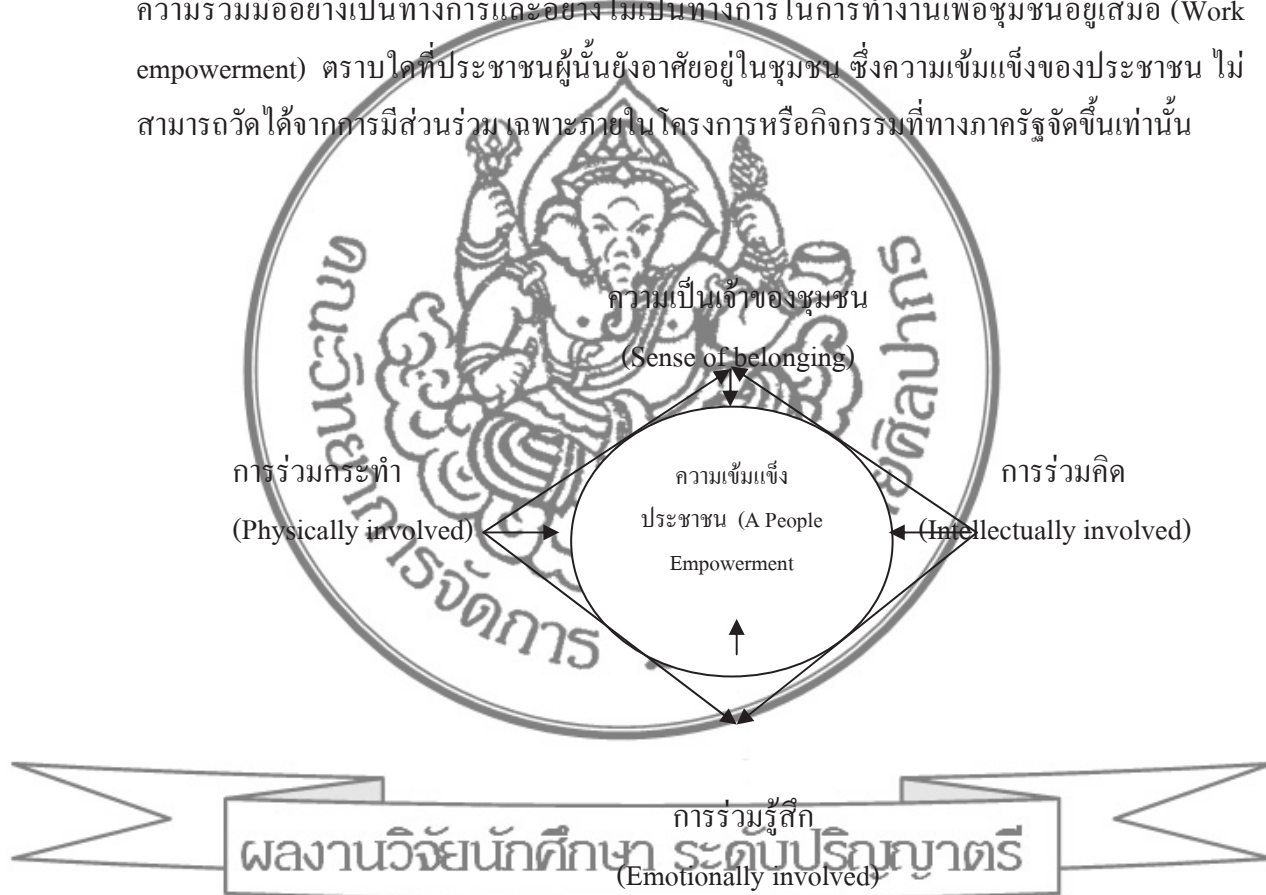 ความร่วมมืออย่างเป็นทางการและอย่างไม่เป็นทางการในการทำงานเพื่อชุมชนอยู่เสมอ (Work
empowerment) ตราบใดที่ประชาชนผู้นั้นยังอาศัยอยู่ในชุมชน ซึ่งความเข้มแข็งของประชาชน ไม่
สามารถวัดได้จากการมีส่วนร่วมเฉพาะภายในโครงการหรือกิจกรรมที่ทางภาครัฐจัดขึ้นเท่านั้น
ความเป็นเจ้าของชุมชน
(Sense of belonging)
การร่วมกระทำ
(Physically involved)
ความเข้มแข็ง
ประชาชน (A People
Empowerment
การร่วมคิด
(Intellectually involved)
การร่วมรู้สึก
(Emotionally involved)
ผลงานวิจัยนักศึกษา ระดับปริญญาตรี